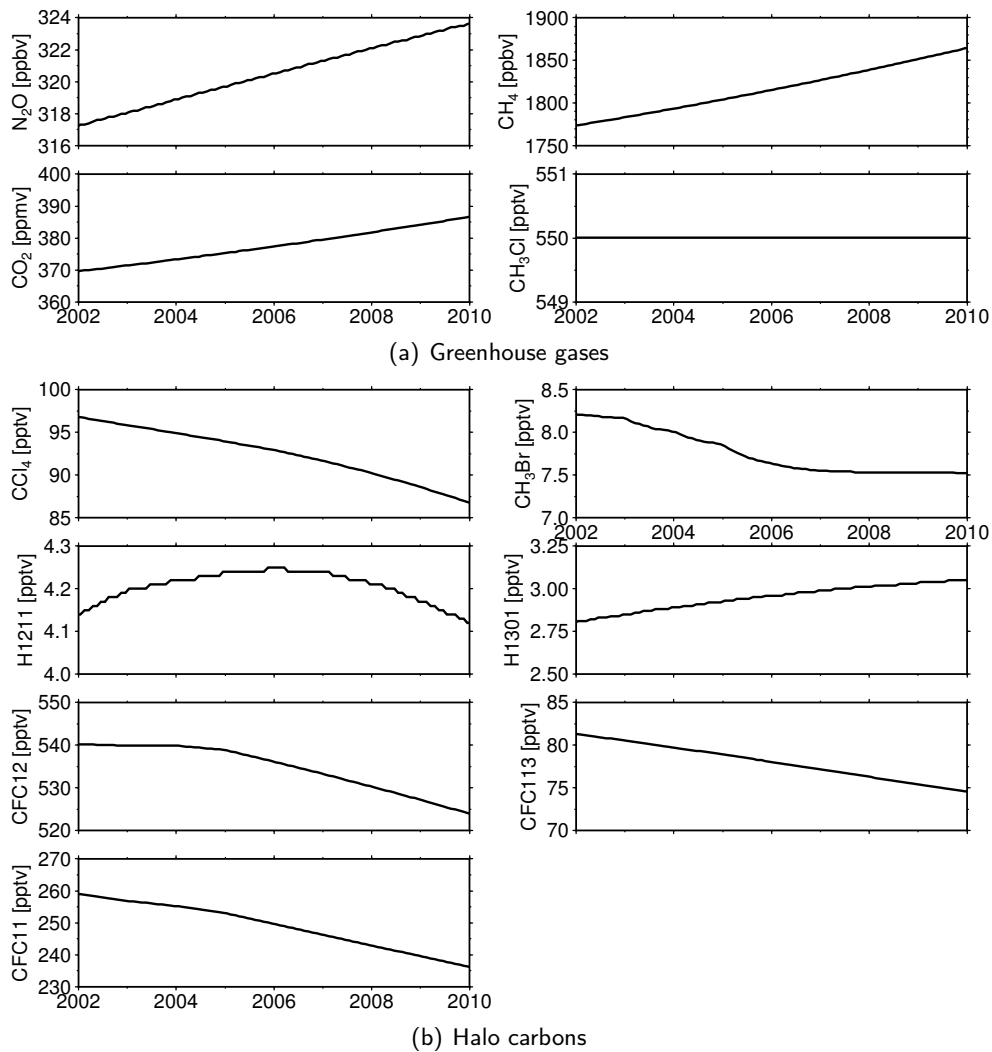 324
322
320
318
316
N₂O [ppbv]
1900
1850
1800
1750
CH₄ [ppbv]
400
390
380
370
360
CO₂ [ppmv]
2002 2004 2006 2008 2010
551
550
549
CH₃Cl [pptv]
2002 2004 2006 2008 2010
(a) Greenhouse gases
100
95
90
85
CCl₄ [pptv]
8.5
8.0
7.5
7.0
CH₃Br [pptv]
2002 2004 2006 2008 2010
4.3
4.2
4.1
4.0
H1211 [pptv]
3.25
3.00
2.75
2.50
H1301 [pptv]
550
540
530
520
CFC12 [pptv]
85
80
75
70
CFC113 [pptv]
270
260
250
240
230
CFC11 [pptv]
2002 2004 2006 2008 2010
(b) Halo carbons